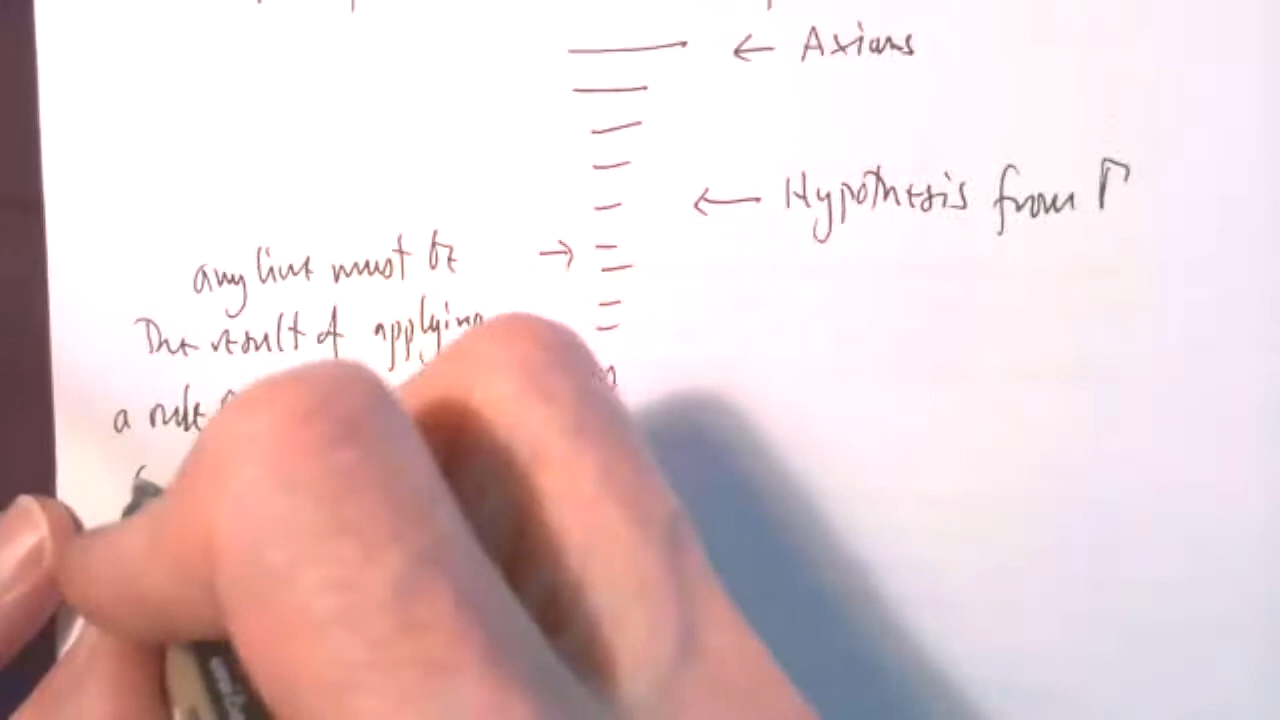 ← Axioms
← Hypothesis from Γ
any line must be →
The result of applying
a rule